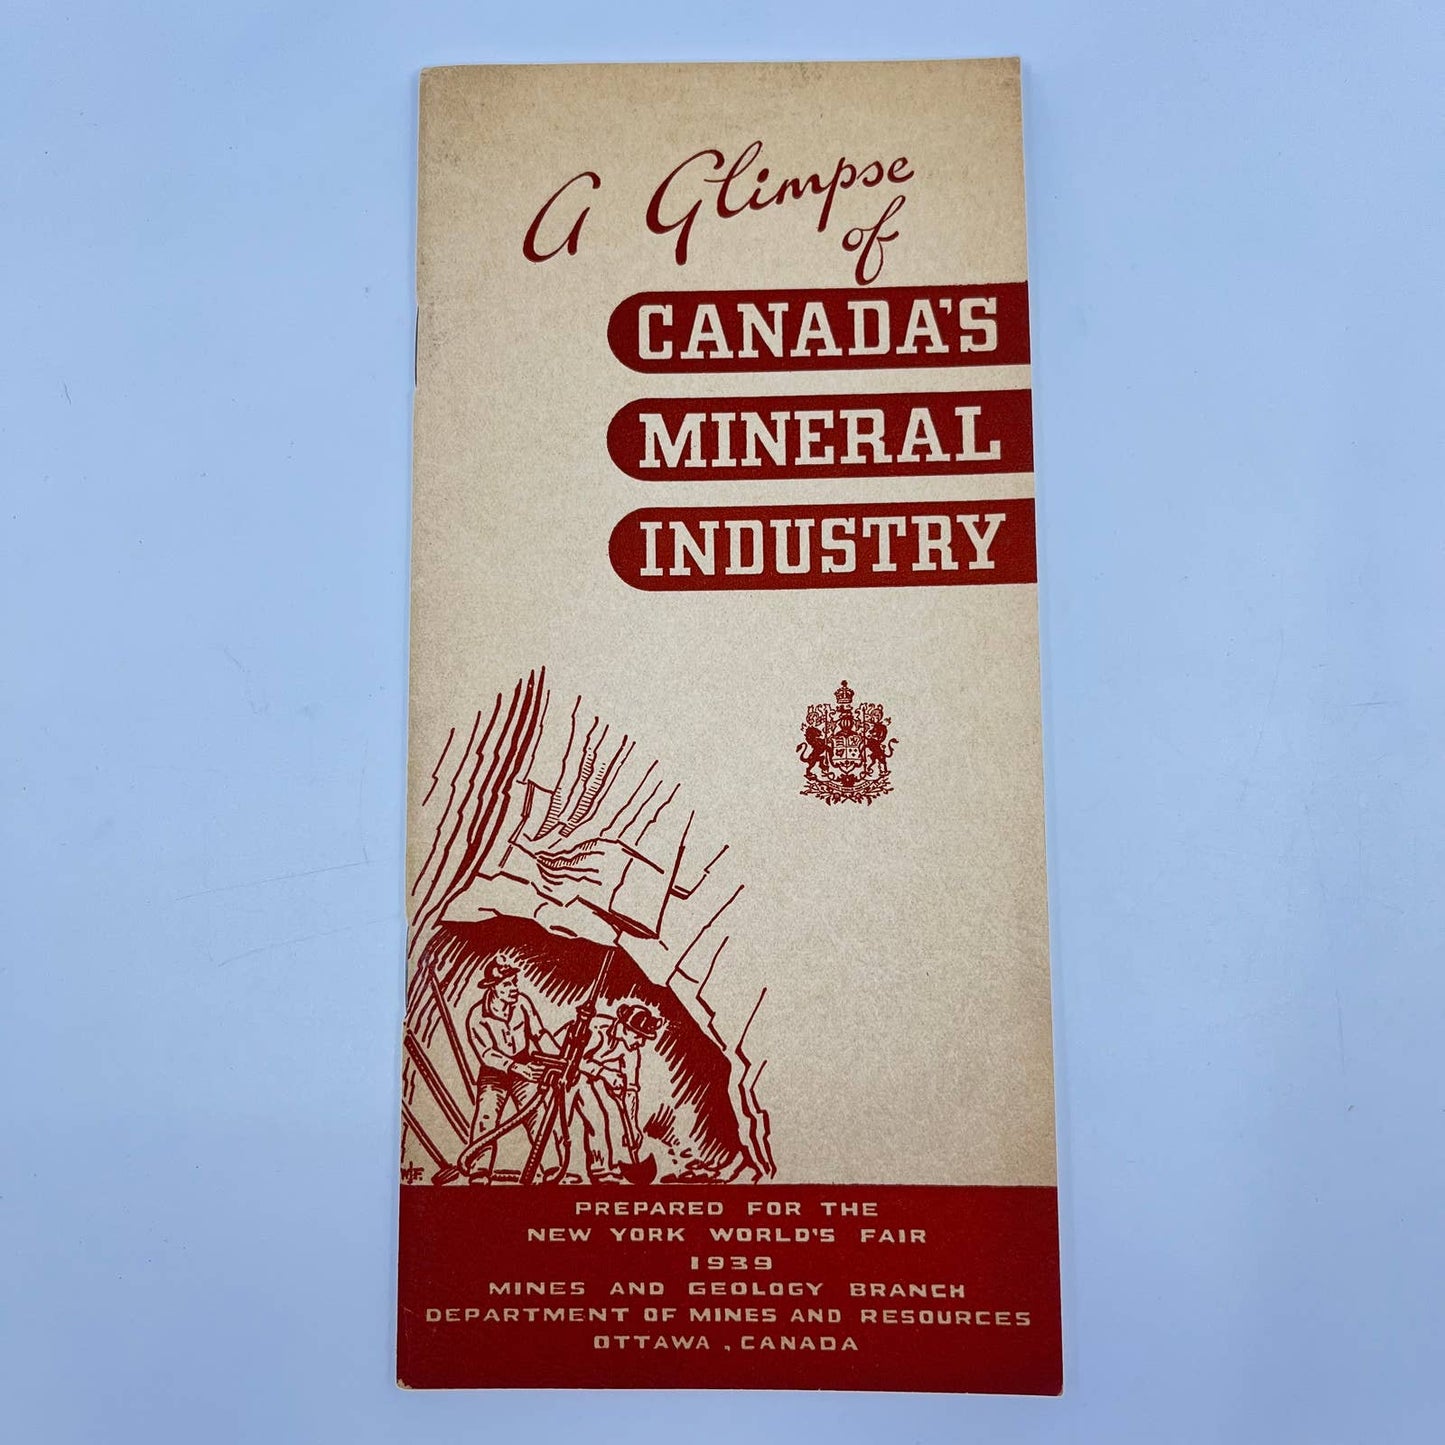 A Glimpse
of
CANADA'S
MINERAL
INDUSTRY
W.J.F.
PREPARED FOR THE
NEW YORK WORLD'S FAIR
1939
MINES AND GEOLOGY BRANCH
DEPARTMENT OF MINES AND RESOURCES
OTTAWA, CANADA